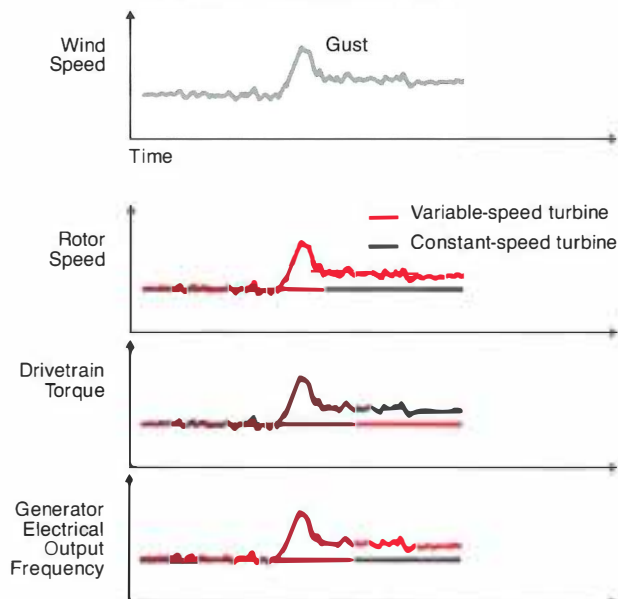 Wind
Speed
Gust
Time
Variable-speed turbine
Constant-speed turbine
Rotor
Speed
Drivetrain
Torque
Generator
Electrical
Output
Frequency